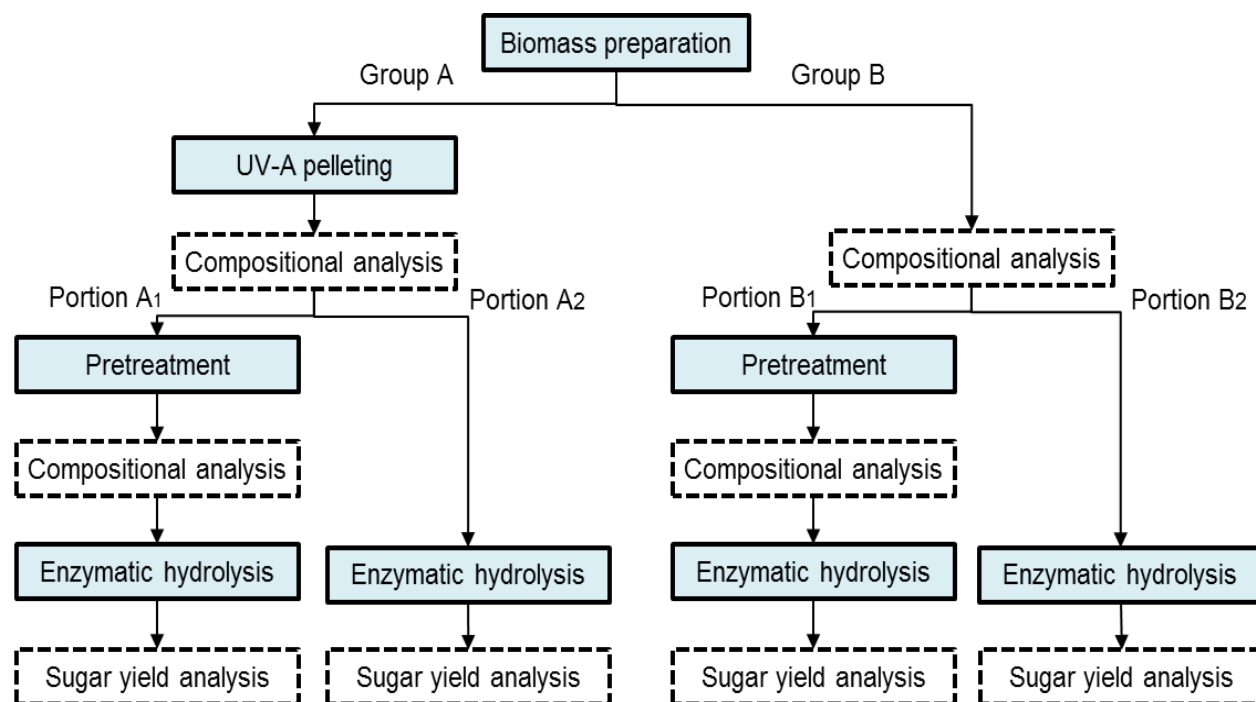 Biomass preparation
Group A
Group B
UV-A pelleting
Compositional analysis
Compositional analysis
Portion A1
Portion A2
Portion B1
Portion B2
Pretreatment
Pretreatment
Compositional analysis
Compositional analysis
Enzymatic hydrolysis
Enzymatic hydrolysis
Enzymatic hydrolysis
Enzymatic hydrolysis
Sugar yield analysis
Sugar yield analysis
Sugar yield analysis
Sugar yield analysis